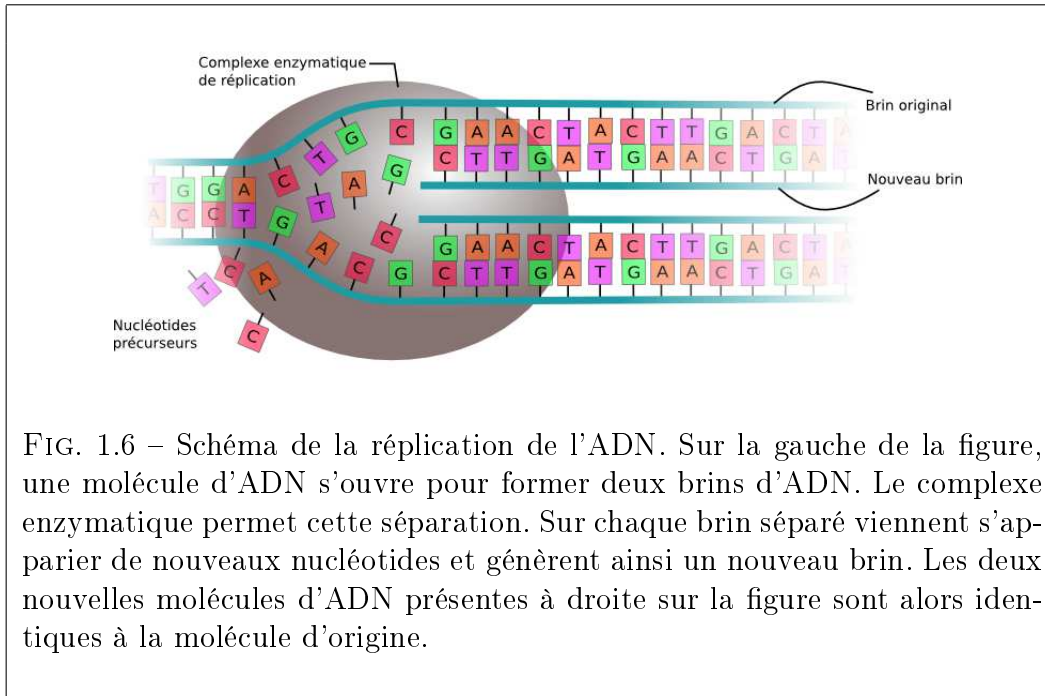 Complexe enzymatique
de réplication
Brin original
Nouveau brin
T G G A C T G C G A A C T A C T T G A C T A
A C C T G T A G C T T G A T G A A C T G A T
A C C G A A C T A C T T G A C T A
T C A G C T T G A T G A A C T G A T
C
Nucléotides
précurseurs
FIG. 1.6 – Schéma de la réplication de l'ADN. Sur la gauche de la figure,
une molécule d'ADN s'ouvre pour former deux brins d'ADN. Le complexe
enzymatique permet cette séparation. Sur chaque brin séparé viennent s'ap-
parier de nouveaux nucléotides et génèrent ainsi un nouveau brin. Les deux
nouvelles molécules d'ADN présentes à droite sur la figure sont alors iden-
tiques à la molécule d'origine.